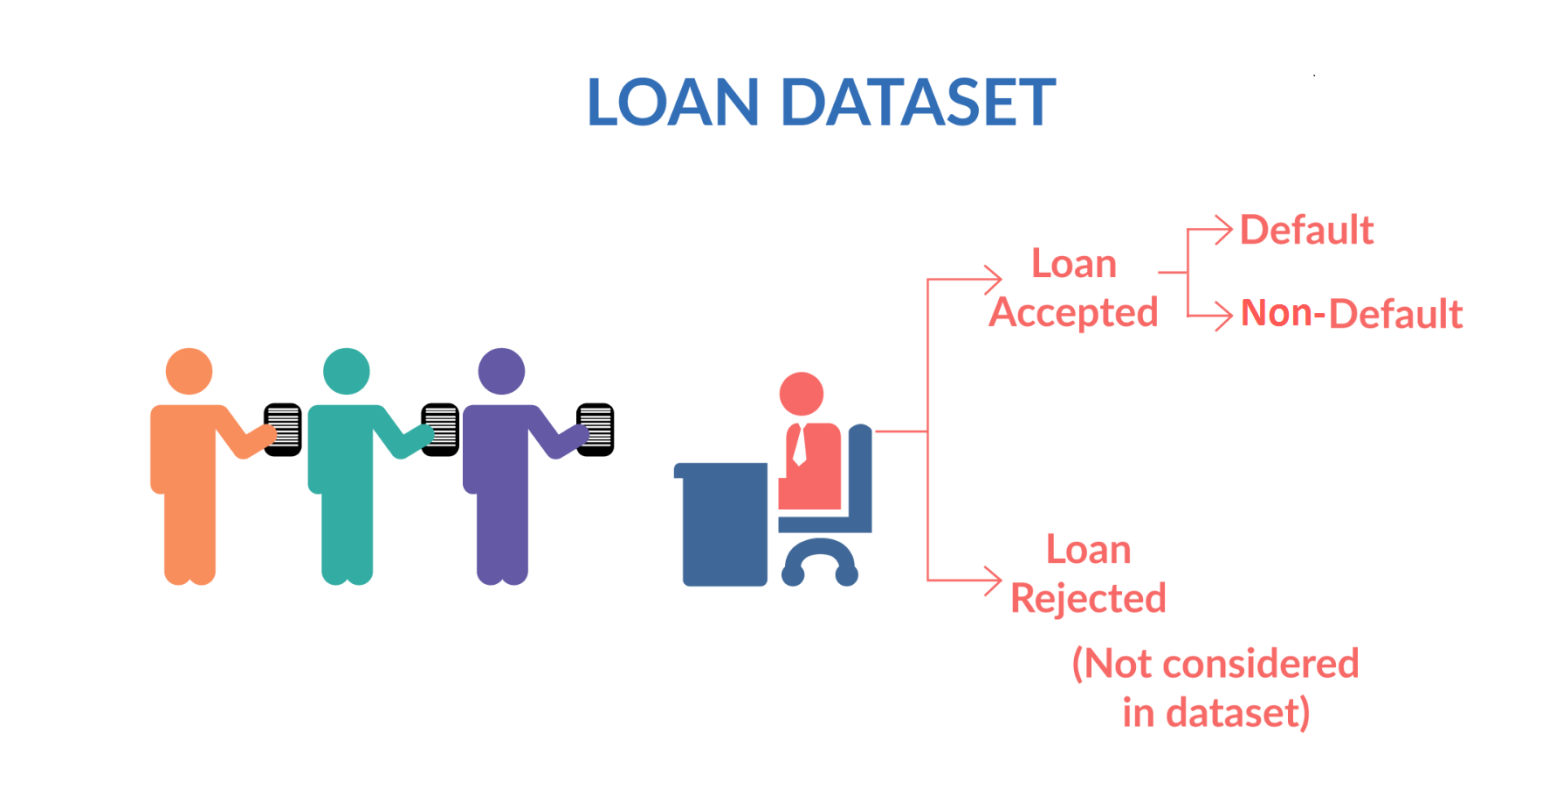 LOAN DATASET
Default
Loan
Accepted
Non-Default
Loan
Rejected
(Not considered
in dataset)